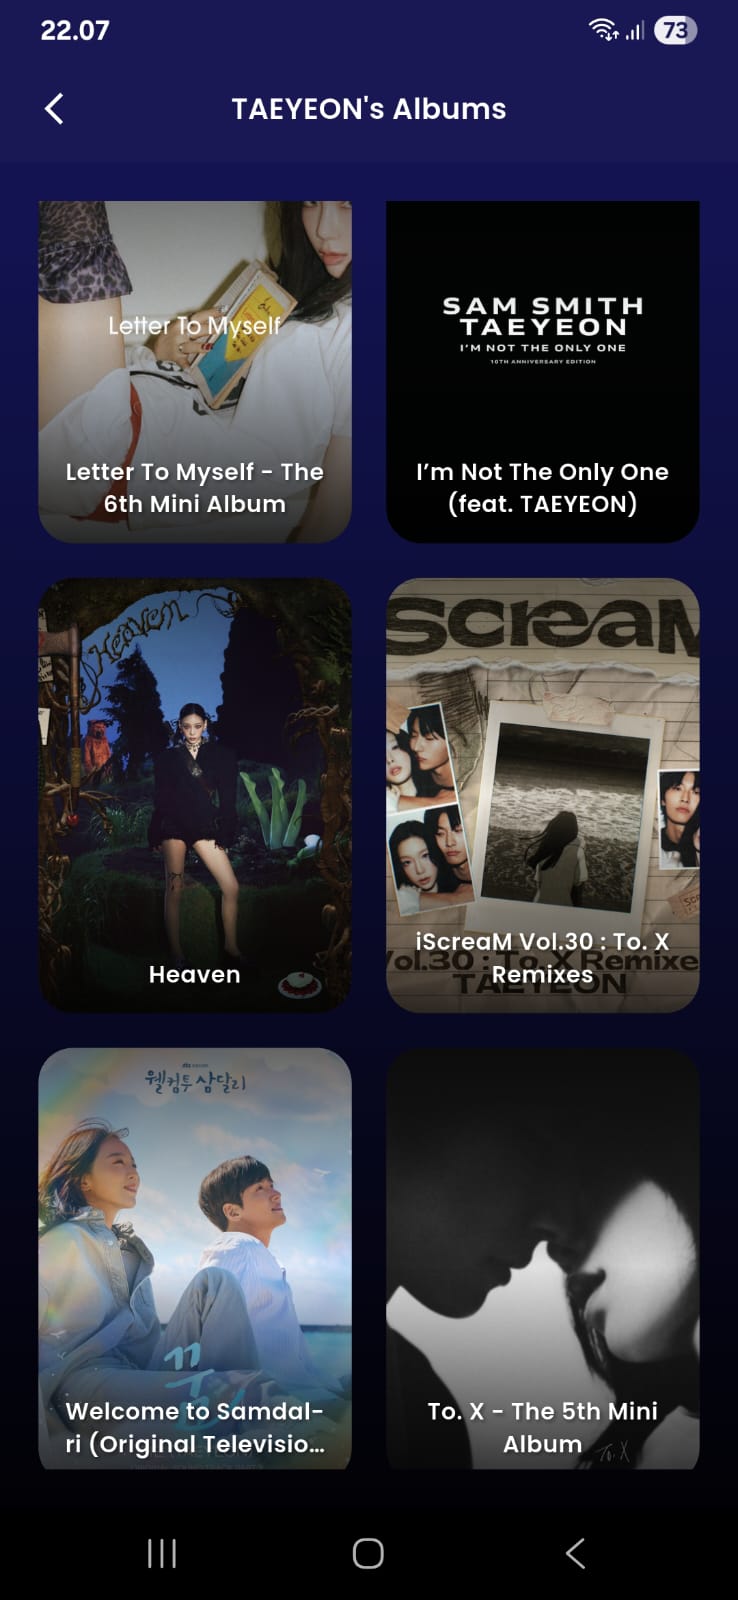 22.07
73
TAEYEON's Albums
Letter To Myself
Letter To Myself - The
6th Mini Album
SAM SMITH
TAEYEON
I'M NOT THE ONLY ONE
10TH ANNIVERSARY EDITION
I’m Not The Only One
(feat. TAEYEON)
Heaven
Heaven
iScreaM Vol.30 : To. X
Remixes
ScreaM
Vol.30 : To. X Remixe
TAEYEON
웰컴투 삼달리
꿈
Welcome to Samdal-
ri (Original Televisio...
To. X - The 5th Mini
Album
To. X